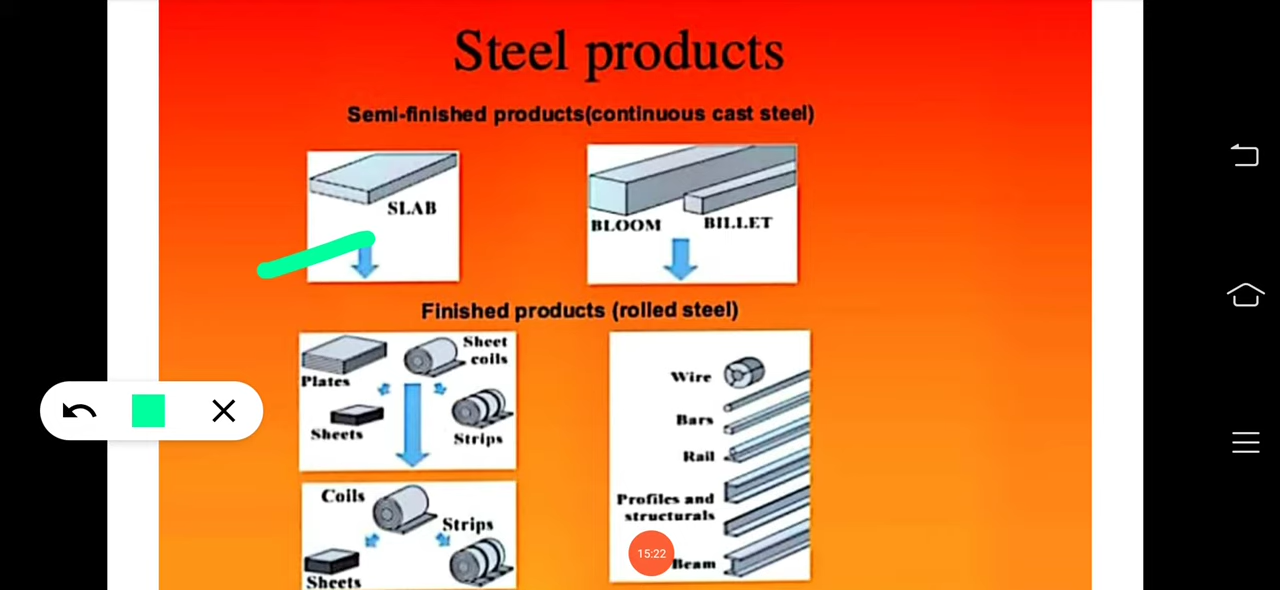 Steel products
Semi-finished products(continuous cast steel)
SLAB
BLOOM
BILLET
Finished products (rolled steel)
Plates
Sheet
coils
Sheets
Strips
Coils
Strips
Sheets
Wire
Bars
Rail
Profiles and
structurals
Beam
15:22